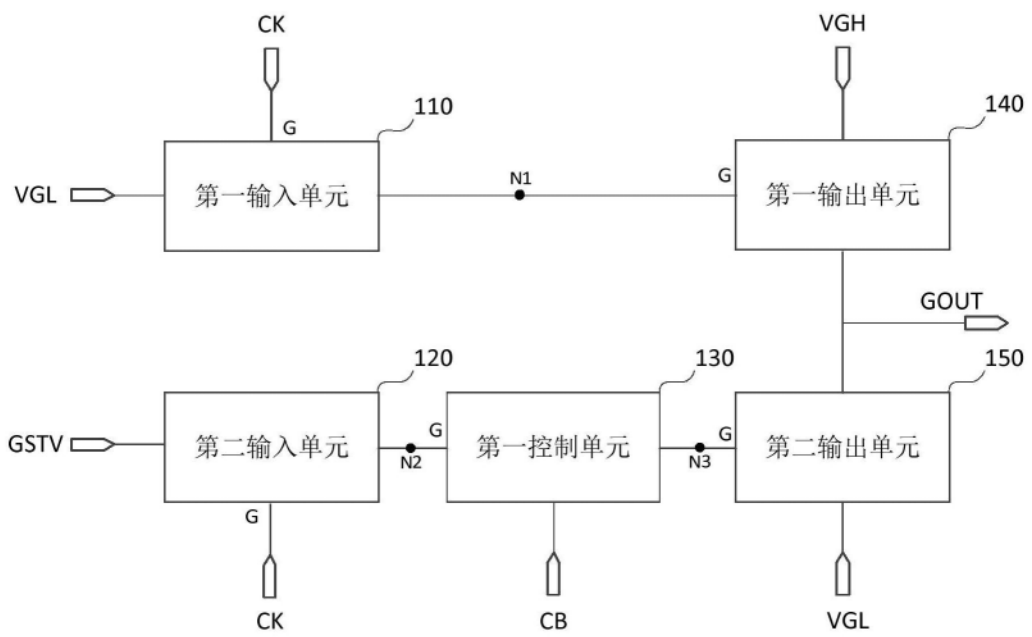 CK
VGH
110
140
G
VGL
第一输入单元
N1
G
第一输出单元
GOUT
120
130
150
GSTV
第二输入单元
N2
G
第一控制单元
N3
G
第二输出单元
G
CK
CB
VGL